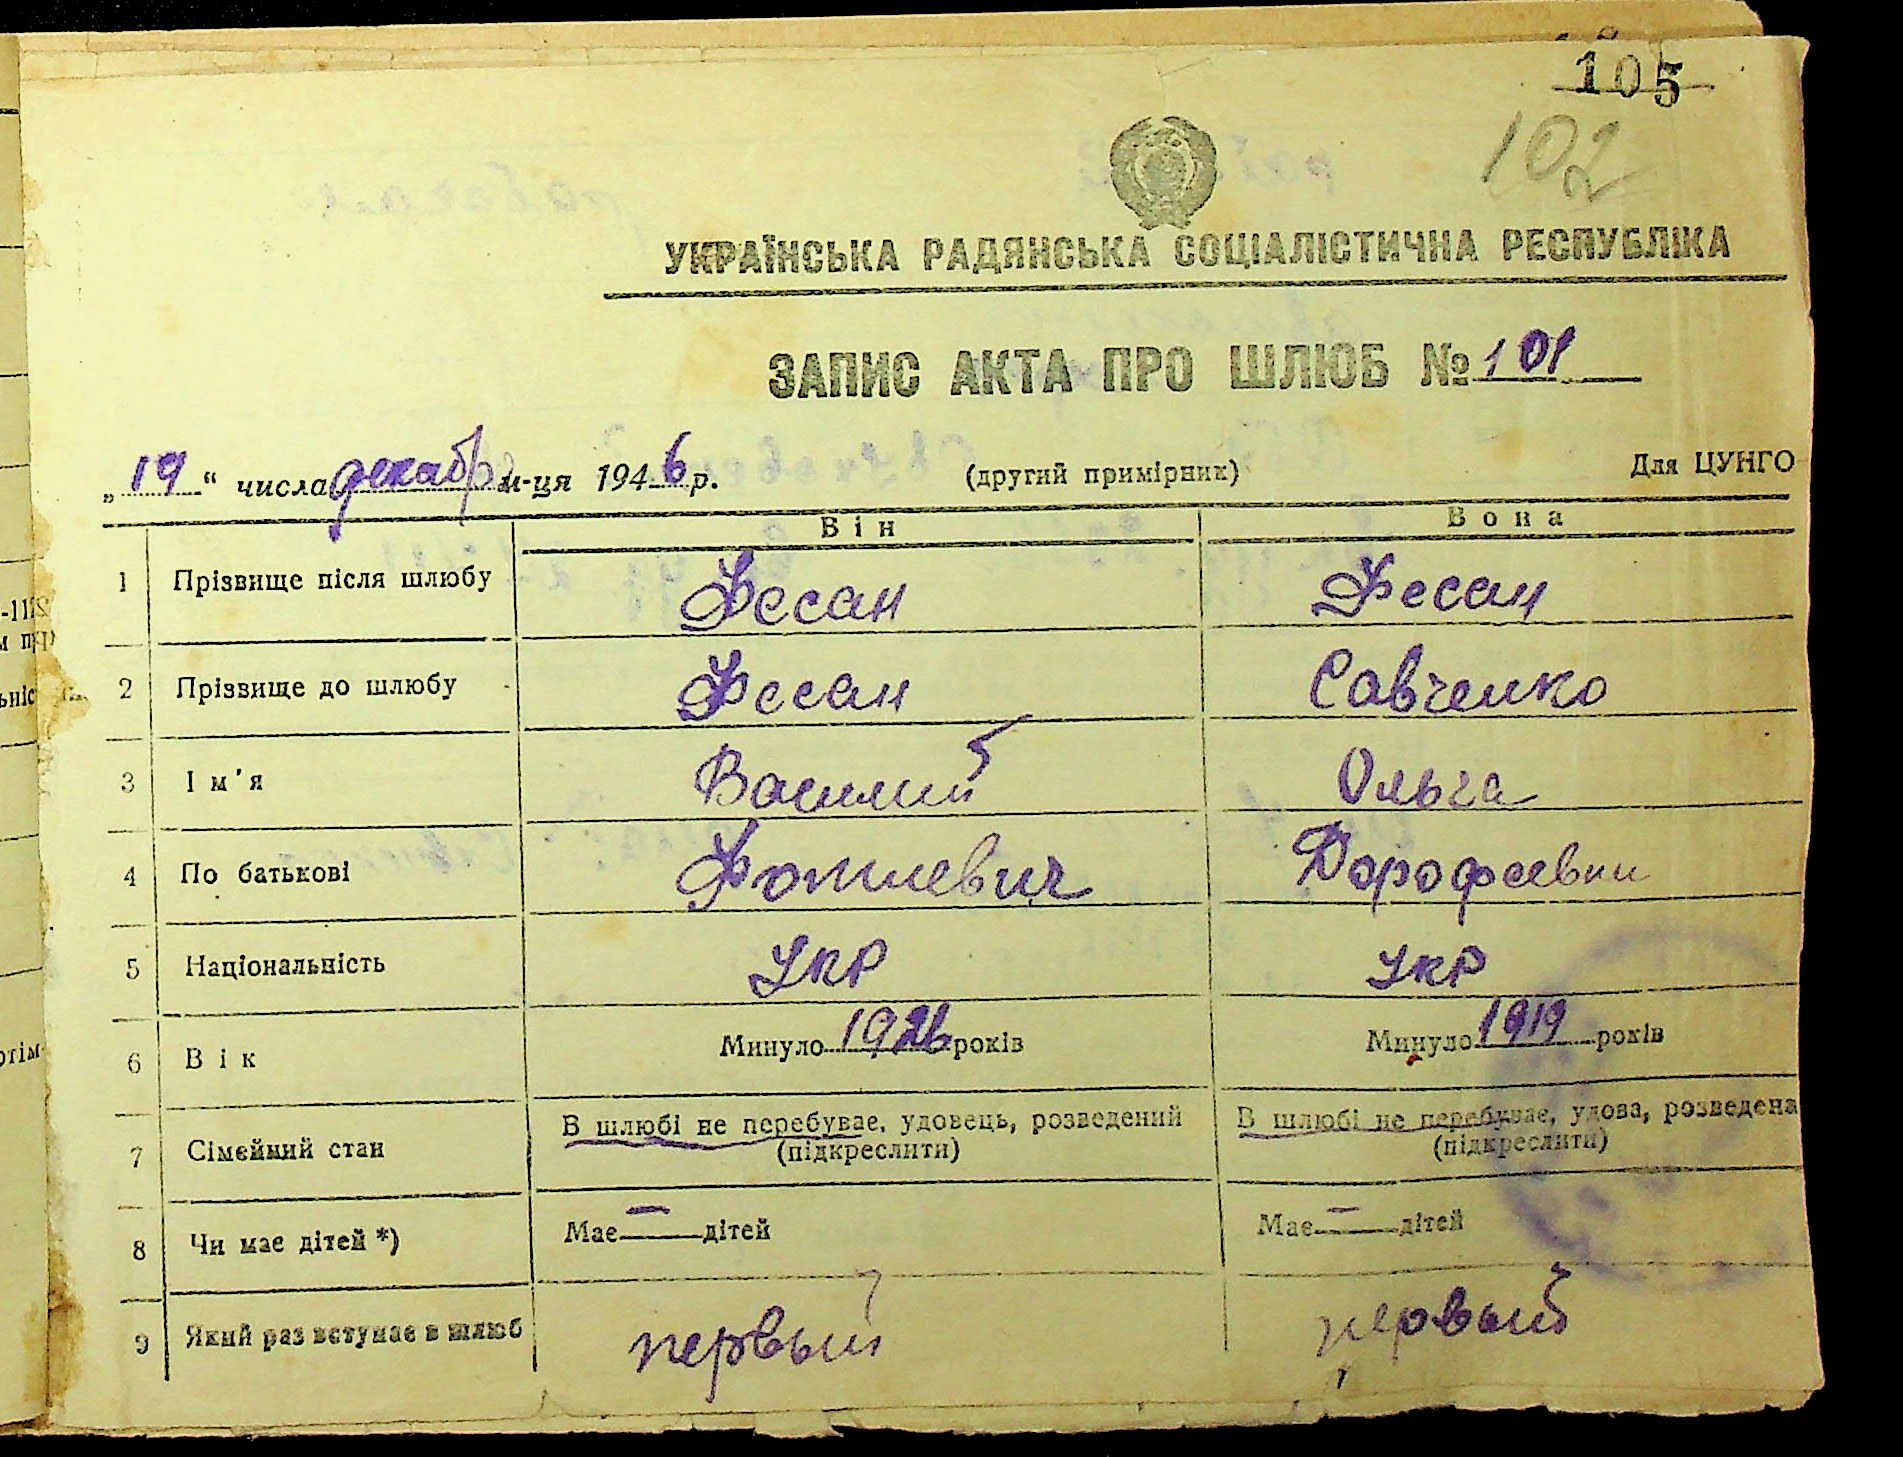 105
102
УКРАЇНСЬКА РАДЯНСЬКА СОЦІАЛІСТИЧНА РЕСПУБЛІКА
ЗАПИС АКТА ПРО ШЛЮБ № 101
„19“ числа декабря м-ця 1946 р. (другий примірник) Для ЦУНГО
Він Вона
1 Прізвище після шлюбу Фесан Фесан
2 Прізвище до шлюбу Фесан Савченко
3 Ім'я Василий Ольга
4 По батькові Фотиевич Дорофеевни
5 Національність Укр Укр
6 Вік Минуло 1926 років Минуло 1919 років
7 Сімейний стан В шлюбі не перебуває, удовець, розведений (підкреслити) В шлюбі не перебуває, удова, розведена (підкреслити)
8 Чи має дітей *) Має — дітей Має — дітей
9 Який раз вступає в шлюб первый первый